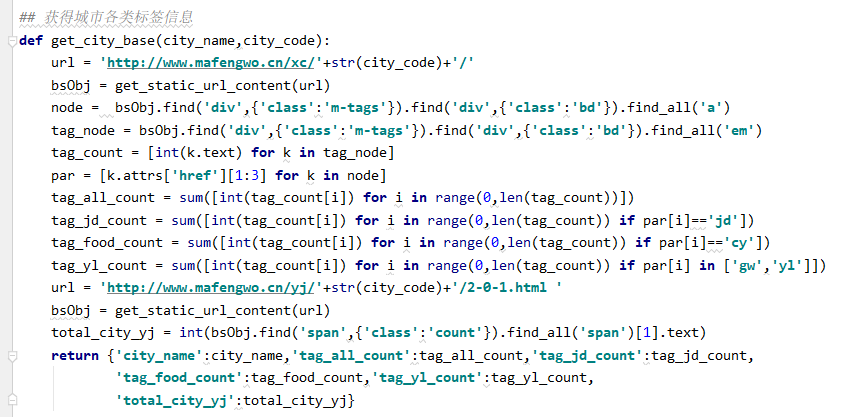 ## 获得城市各类标签信息
def get_city_base(city_name,city_code):
    url = 'http://www.mafengwo.cn/xc/'+str(city_code)+'/'
    bsObj = get_static_url_content(url)
    node =  bsObj.find('div',{'class':'m-tags'}).find('div',{'class':'bd'}).find_all('a')
    tag_node = bsObj.find('div',{'class':'m-tags'}).find('div',{'class':'bd'}).find_all('em')
    tag_count = [int(k.text) for k in tag_node]
    par = [k.attrs['href'][1:3] for k in node]
    tag_all_count = sum([int(tag_count[i]) for i in range(0,len(tag_count))])
    tag_jd_count = sum([int(tag_count[i]) for i in range(0,len(tag_count)) if par[i]=='jd'])
    tag_food_count = sum([int(tag_count[i]) for i in range(0,len(tag_count)) if par[i]=='cy'])
    tag_yl_count = sum([int(tag_count[i]) for i in range(0,len(tag_count)) if par[i] in ['gw','yl']])
    url = 'http://www.mafengwo.cn/yj/'+str(city_code)+'/2-0-1.html '
    bsObj = get_static_url_content(url)
    total_city_yj = int(bsObj.find('span',{'class':'count'}).find_all('span')[1].text)
    return {'city_name':city_name,'tag_all_count':tag_all_count,'tag_jd_count':tag_jd_count,
            'tag_food_count':tag_food_count,'tag_yl_count':tag_yl_count,
            'total_city_yj':total_city_yj}